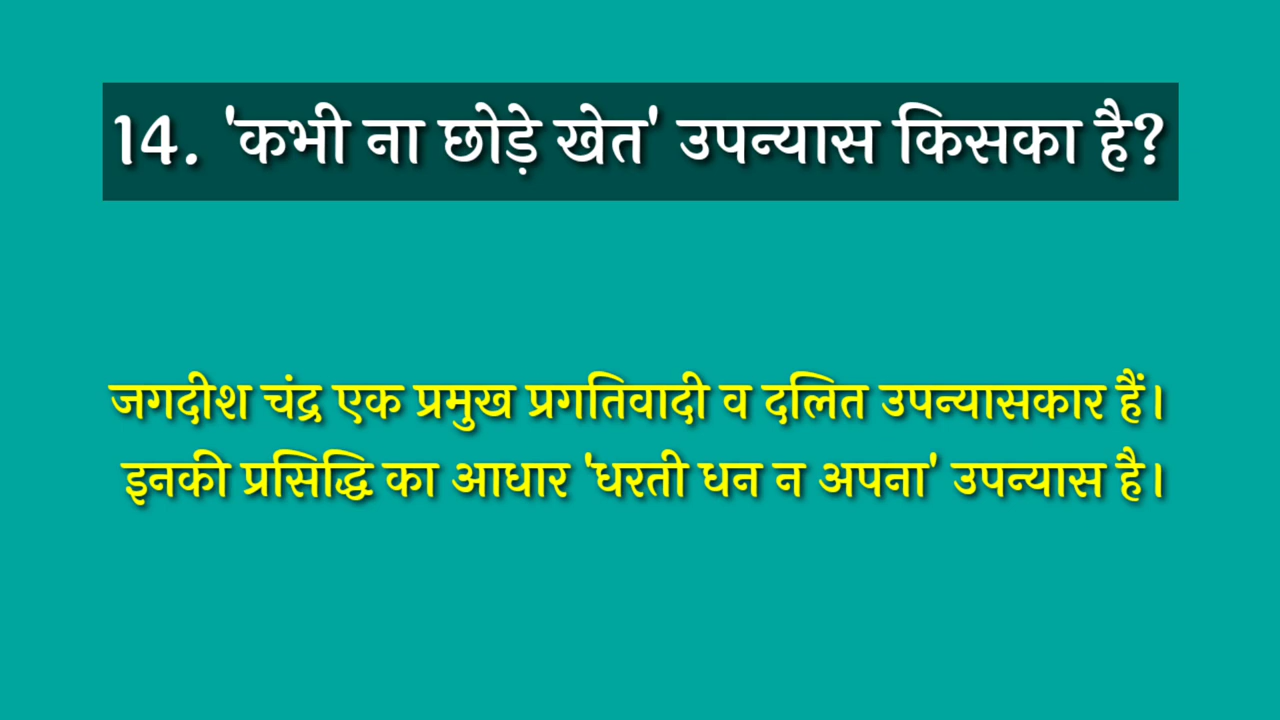 14. 'कभी ना छोड़े खेत' उपन्यास किसका है?
जगदीश चंद्र एक प्रमुख प्रगतिवादी व दलित उपन्यासकार हैं।
इनकी प्रसिद्धि का आधार 'धरती धन न अपना' उपन्यास है।